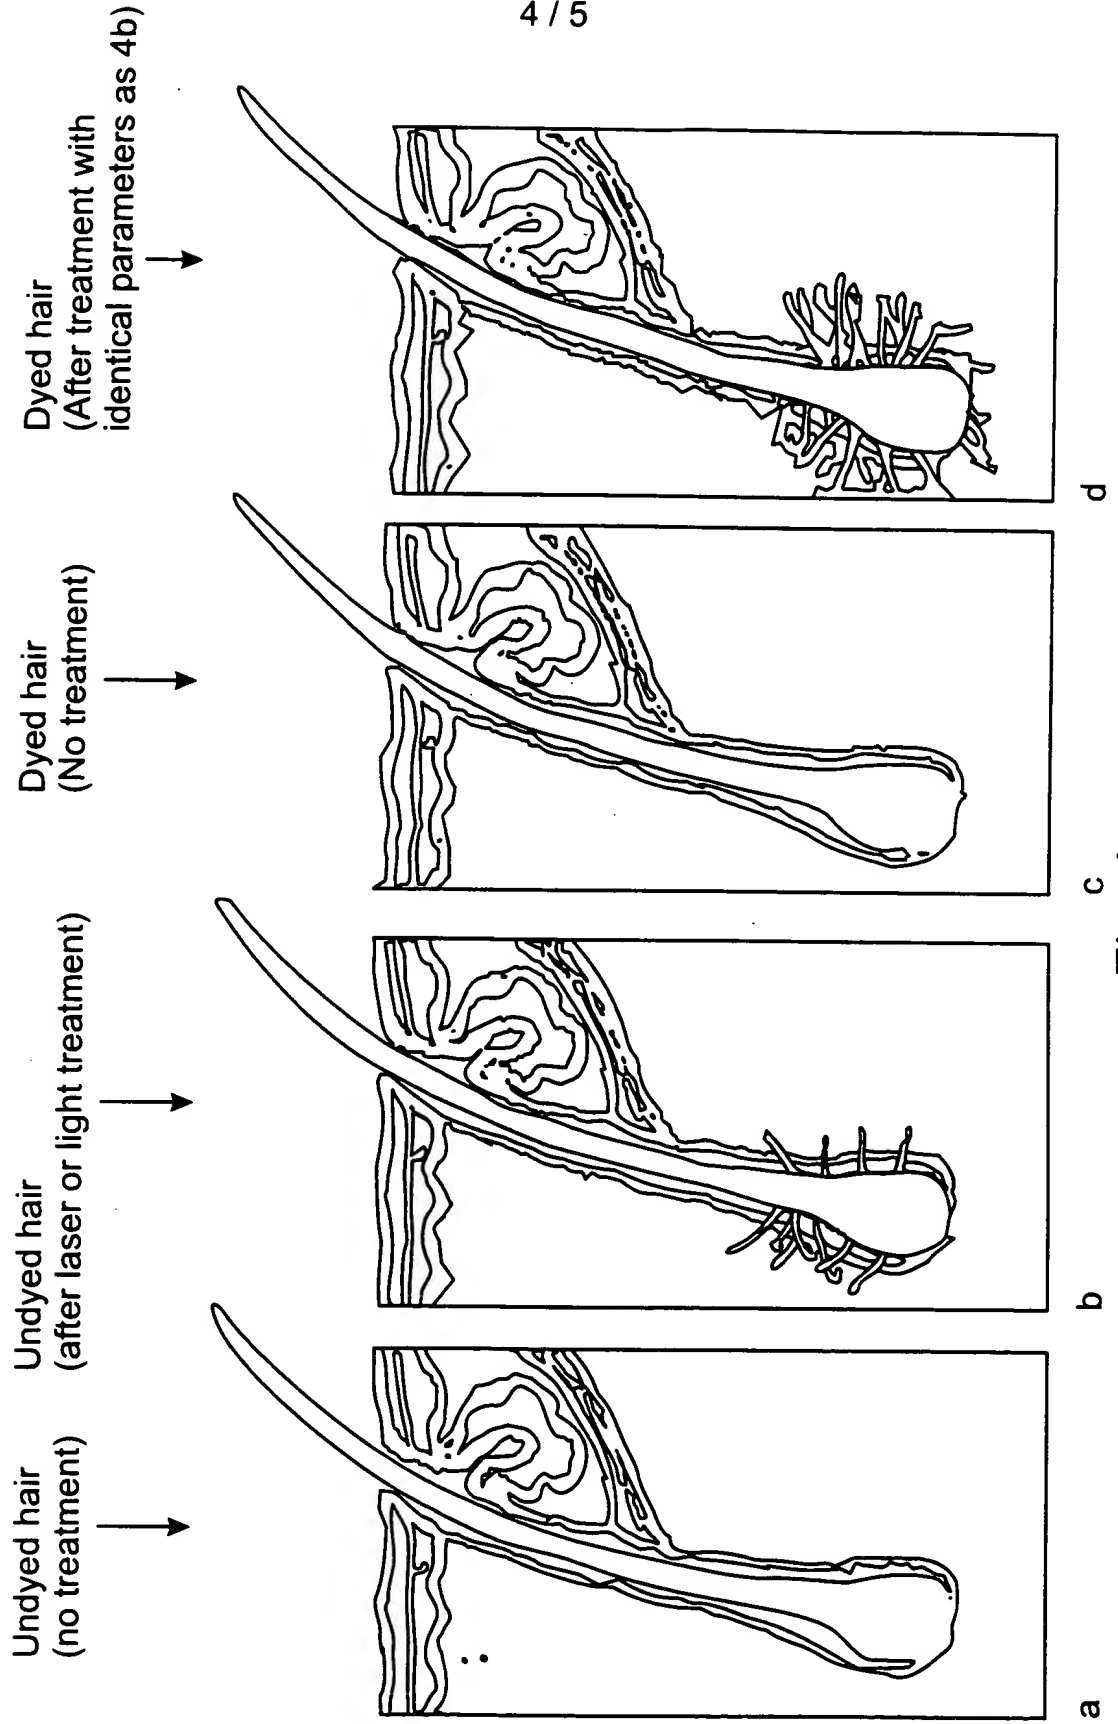 4 / 5
Undyed hair
(no treatment)
Undyed hair
(after laser or light treatment)
Dyed hair
(No treatment)
Dyed hair
(After treatment with
identical parameters as 4b)
a
b
c
d